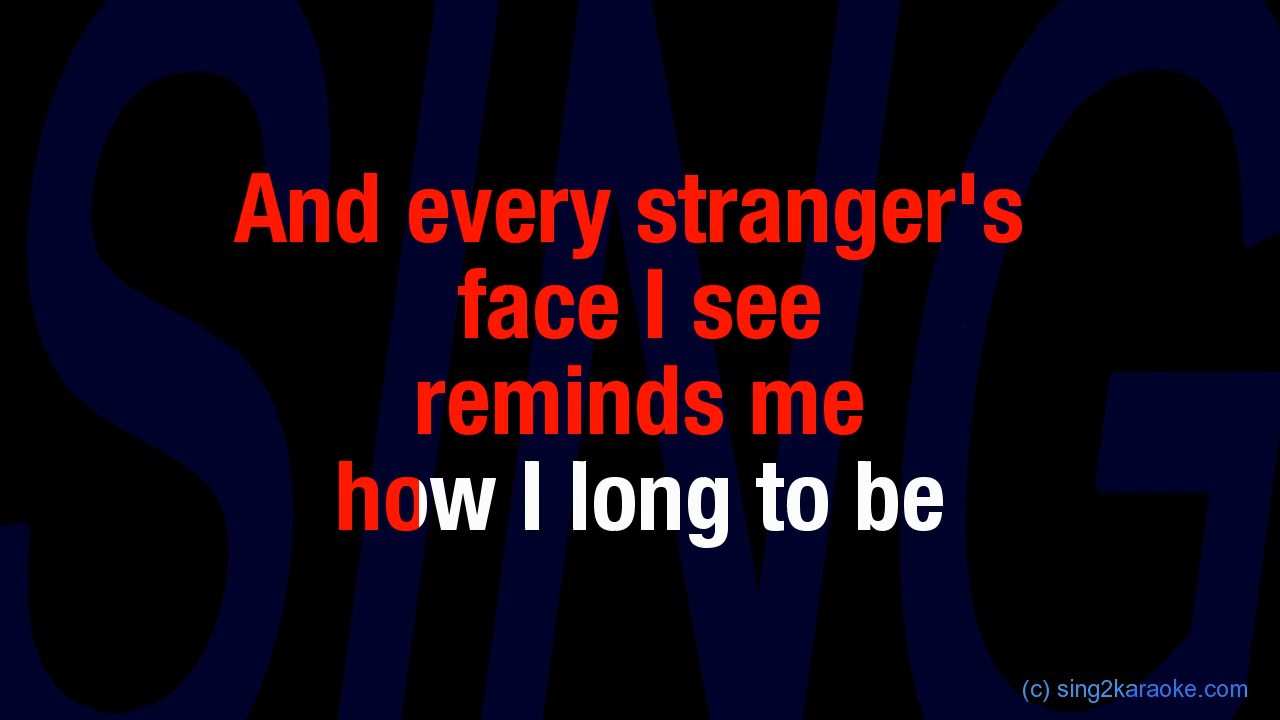 SING
And every stranger's
face I see
reminds me
how I long to be
(c) sing2karaoke.com